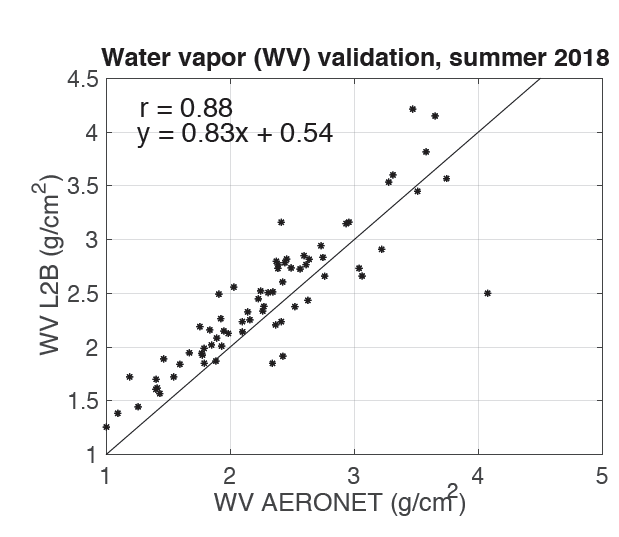 Water vapor (WV) validation, summer 2018
4.5
r = 0.88
y = 0.83x + 0.54
4
3.5
3
2.5
2
1.5
1
WV L2B (g/cm²)
1 2 3 4 5
WV AERONET (g/cm²)